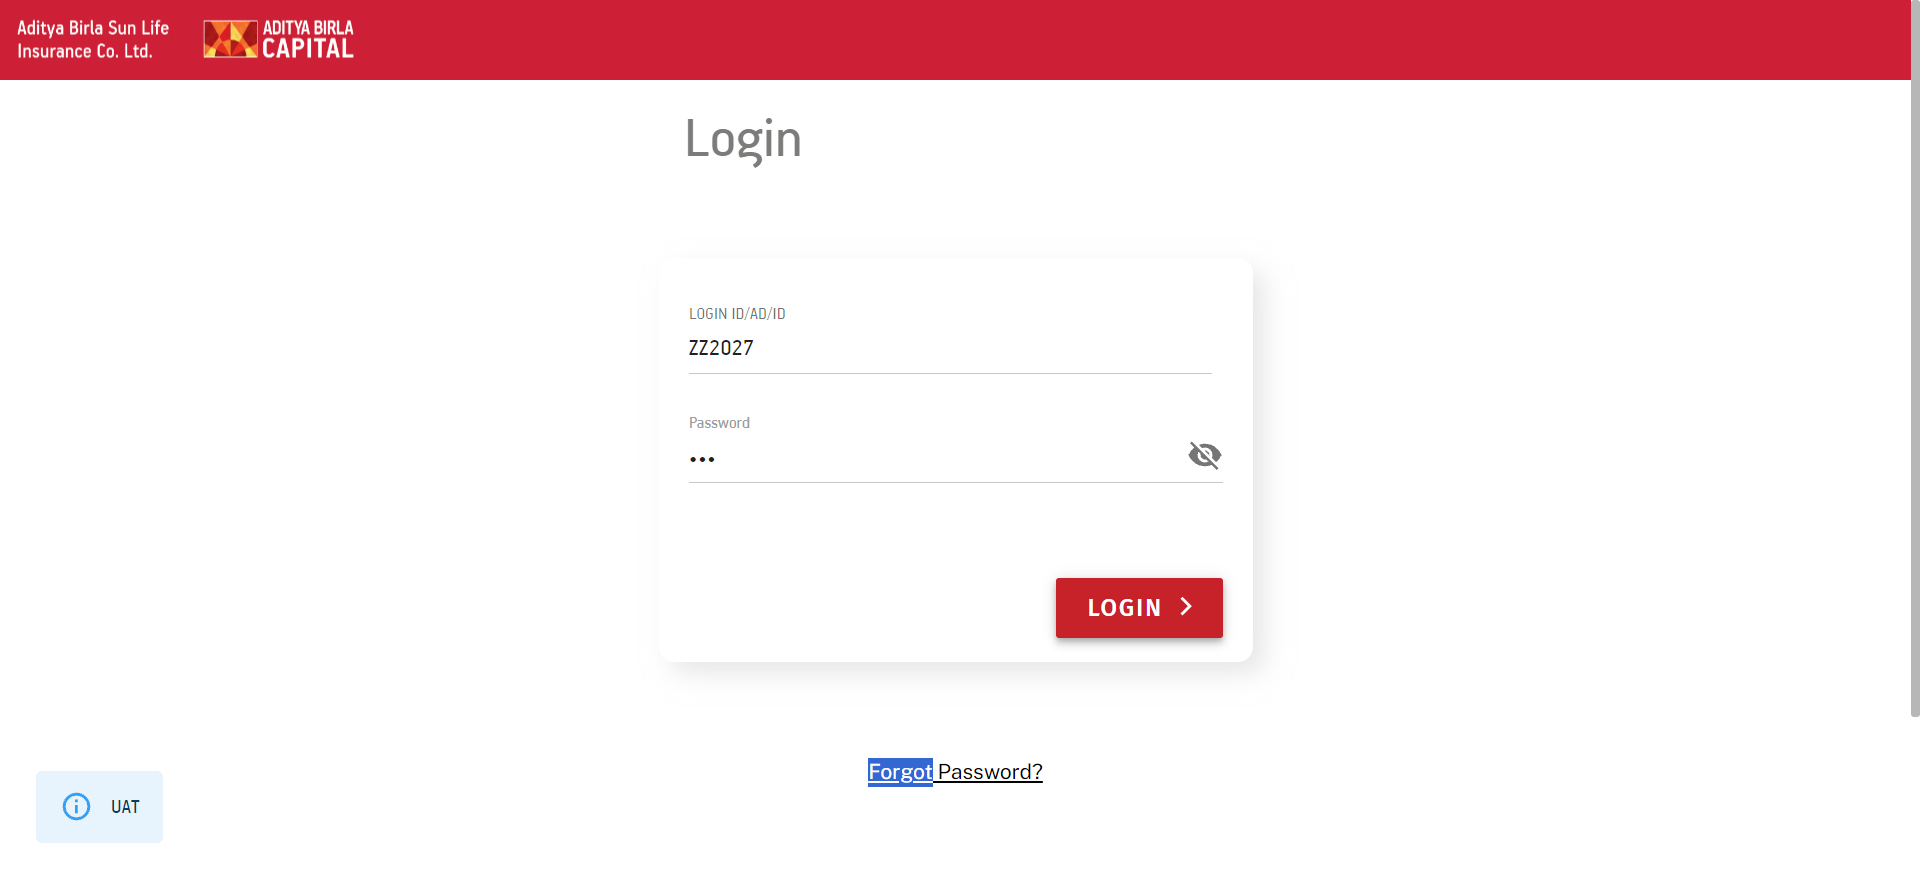 Aditya Birla Sun Life
Insurance Co. Ltd.
ADITYA BIRLA
CAPITAL
Login
LOGIN ID/AD/ID
ZZ2027
Password
•••
LOGIN
Forgot Password?
UAT